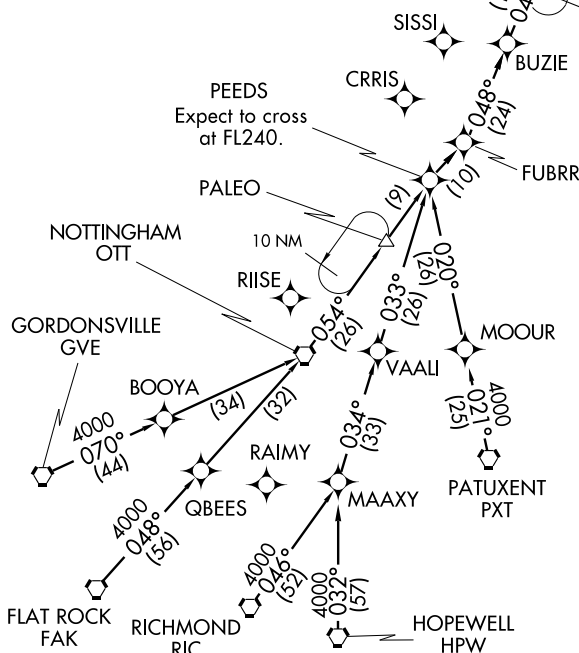 SISSI
BUZIE
CRRIS
PEEDS
Expect to cross
at FL240.
048°
(24)
FUBRR
(10)
PALEO
(9)
NOTTINGHAM
OTT
10 NM
RIISE
054°
(26)
033°
(26)
020°
(26)
GORDONSVILLE
GVE
MOOUR
VAALI
BOOYA
(34)
(32)
4000
070°
(44)
034°
(33)
4000
021°
(25)
RAIMY
QBEES
MAAXY
PATUXENT
PXT
4000
048°
(56)
4000
046°
(52)
4000
032°
(57)
FLAT ROCK
FAK
RICHMOND
RIC
HOPEWELL
HPW